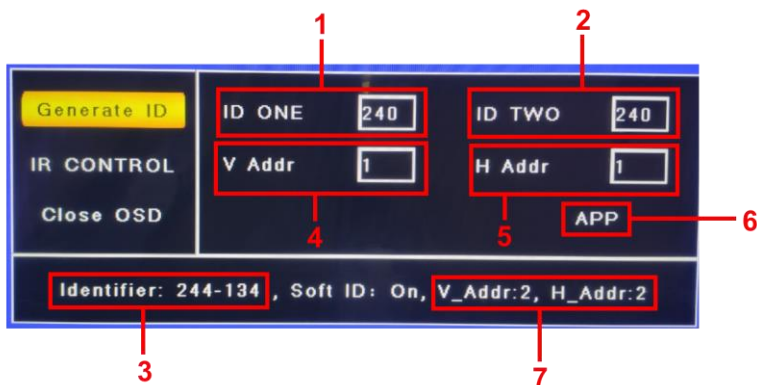 1 2
Generate ID ID ONE 240 ID TWO 240
IR CONTROL V Addr 1 H Addr 1
Close OSD APP 6
4 5
Identifier: 244-134 , Soft ID: On, V_Addr:2, H_Addr:2
3 7